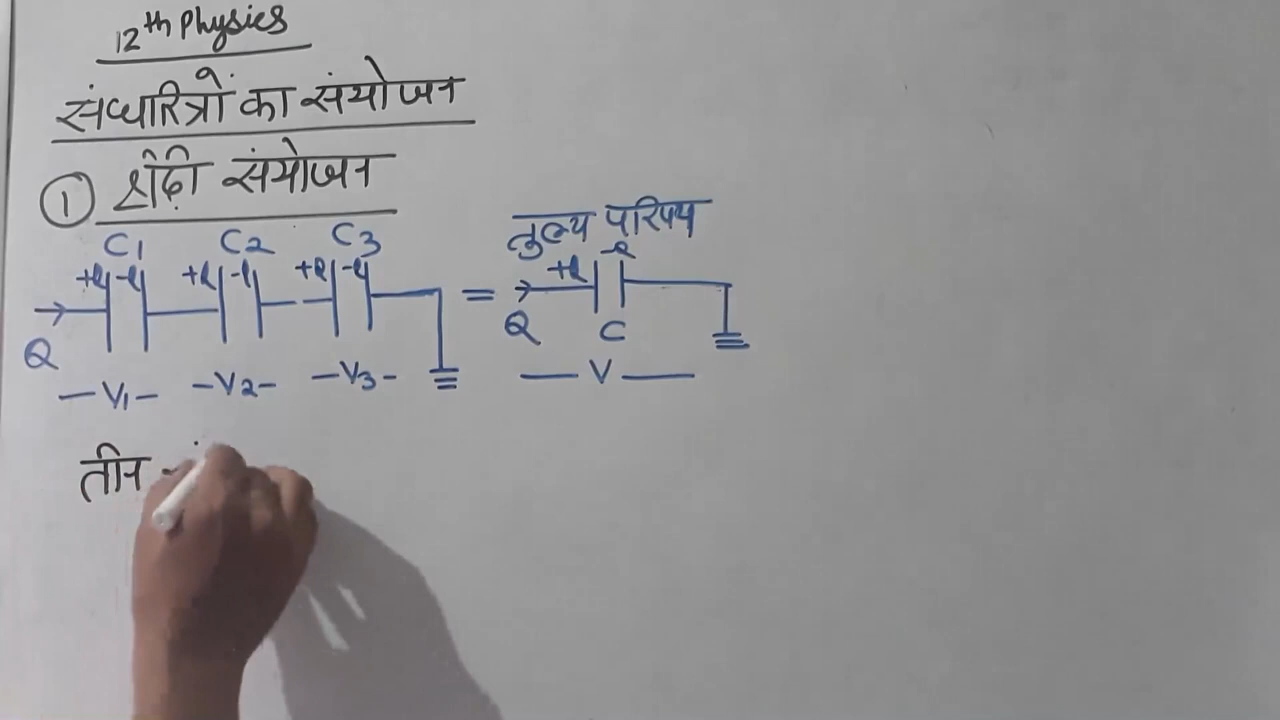 12th Physics
संधारित्रों का संयोजन
1 श्रेढ़ी संयोजन
तुल्य परिपथ
C1 C2 C3
+Q -Q +Q -Q +Q -Q = +Q -Q
Q Q C
V1 V2 V3 V
तीन